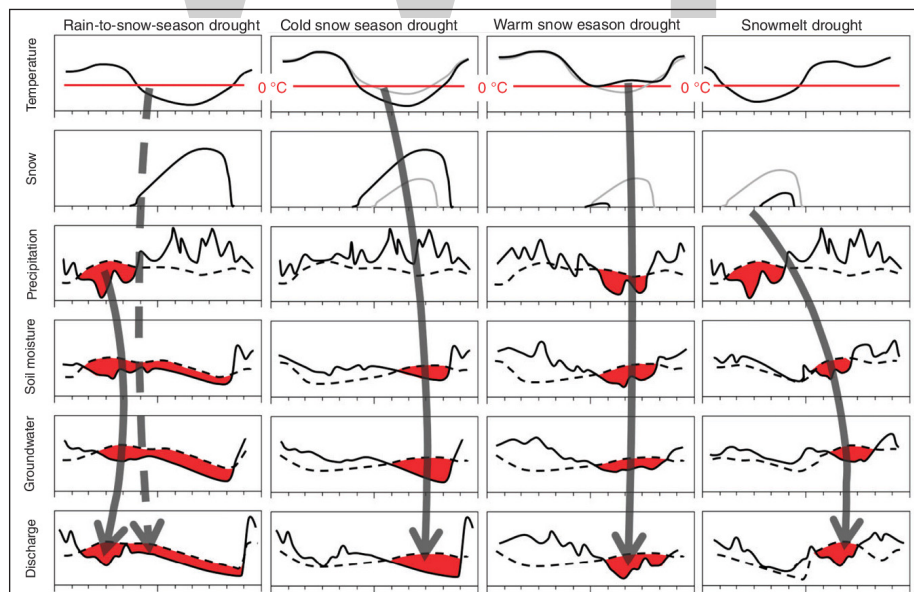 Rain-to-snow-season drought Cold snow season drought Warm snow esason drought Snowmelt drought
Temperature
0 °C 0 °C 0 °C
Snow
Precipitation
Soil moisture
Groundwater
Discharge